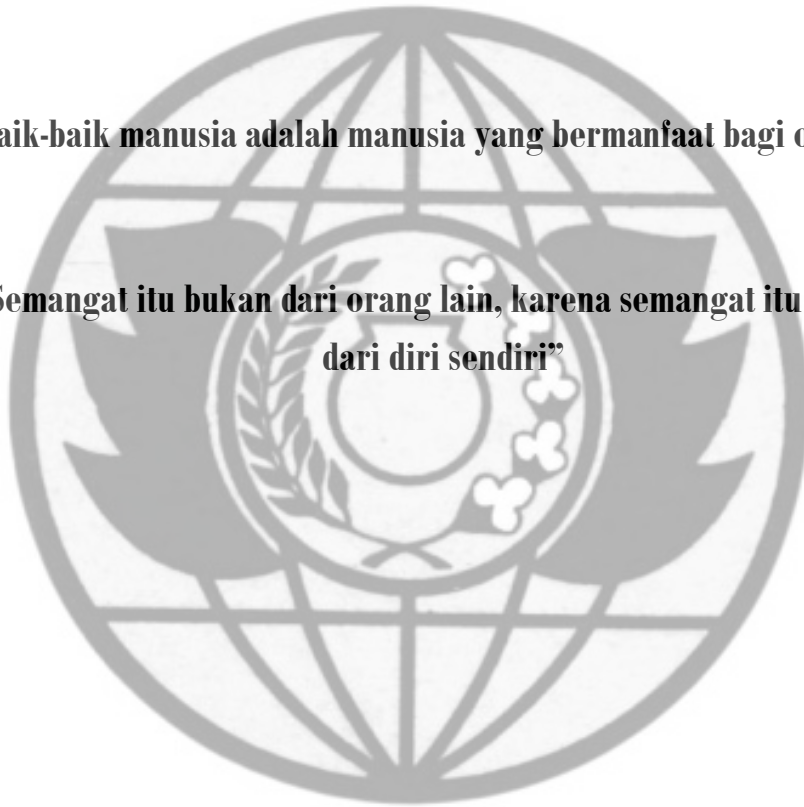 aik-baik manusia adalah manusia yang bermanfaat bagi o
Semangat itu bukan dari orang lain, karena semangat itu
dari diri sendiri”